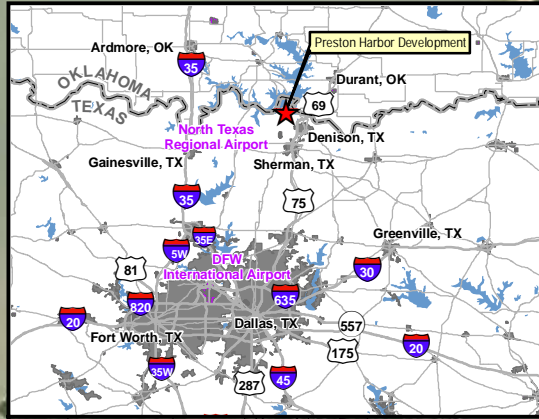 Preston Harbor Development
Ardmore, OK
35
Durant, OK
OKLAHOMA
TEXAS
69
North Texas
Regional Airport
Denison, TX
Gainesville, TX
Sherman, TX
35
75
35E
Greenville, TX
5W
81
DFW
International Airport
30
820
635
20
Dallas, TX
557
Fort Worth, TX
175
20
35W
287
45